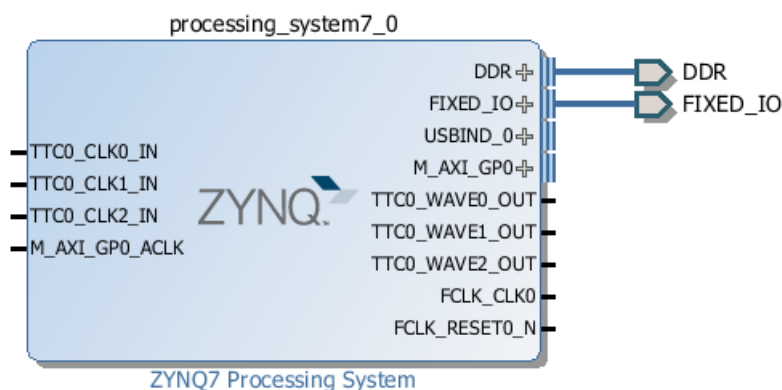 processing_system7_0
DDR
FIXED_IO
USBIND_0
M_AXI_GP0
TTC0_WAVE0_OUT
TTC0_WAVE1_OUT
TTC0_WAVE2_OUT
FCLK_CLK0
FCLK_RESET0_N
TTC0_CLK0_IN
TTC0_CLK1_IN
TTC0_CLK2_IN
M_AXI_GP0_ACLK
ZYNQ
DDR
FIXED_IO
ZYNQ7 Processing System